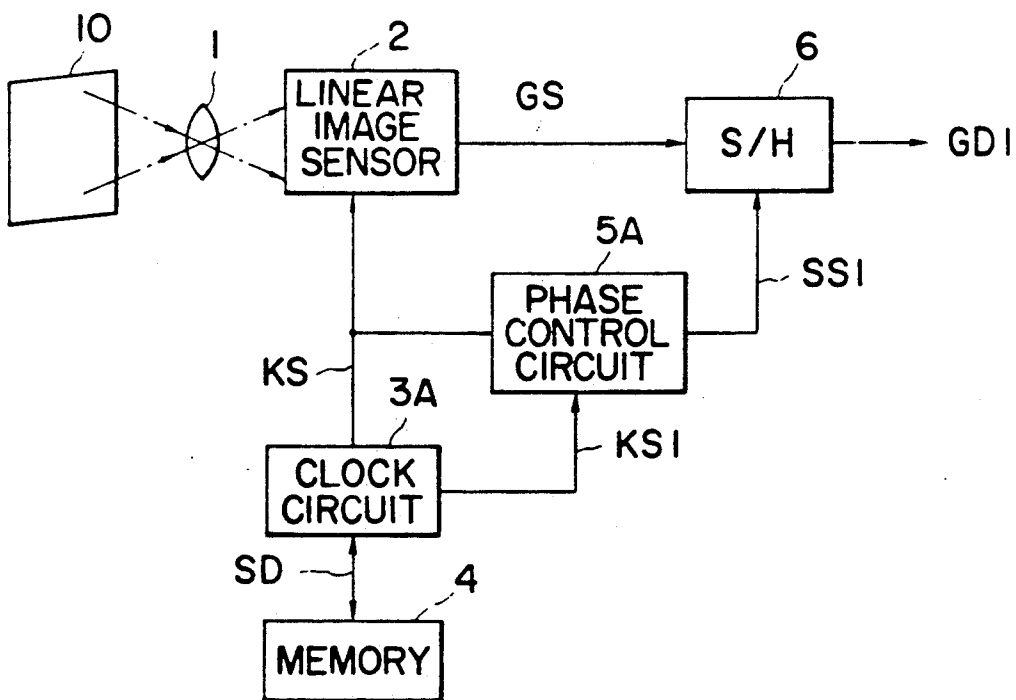 10
1
2
LINEAR
IMAGE
SENSOR
GS
6
S/H
GD1
5A
PHASE
CONTROL
CIRCUIT
SS1
KS
3A
CLOCK
CIRCUIT
KS1
SD
4
MEMORY